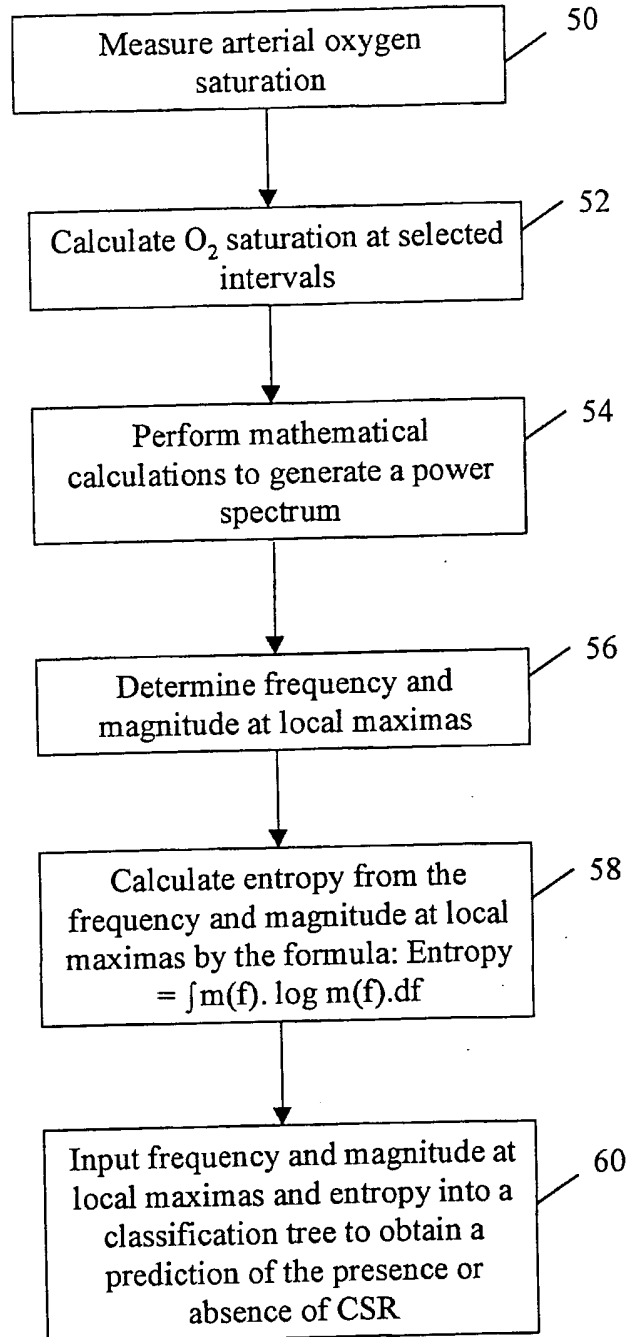 Measure arterial oxygen
saturation
50
Calculate O₂ saturation at selected
intervals
52
Perform mathematical
calculations to generate a power
spectrum
54
Determine frequency and
magnitude at local maximas
56
Calculate entropy from the
frequency and magnitude at local
maximas by the formula: Entropy
= ∫m(f). log m(f).df
58
Input frequency and magnitude at
local maximas and entropy into a
classification tree to obtain a
prediction of the presence or
absence of CSR
60